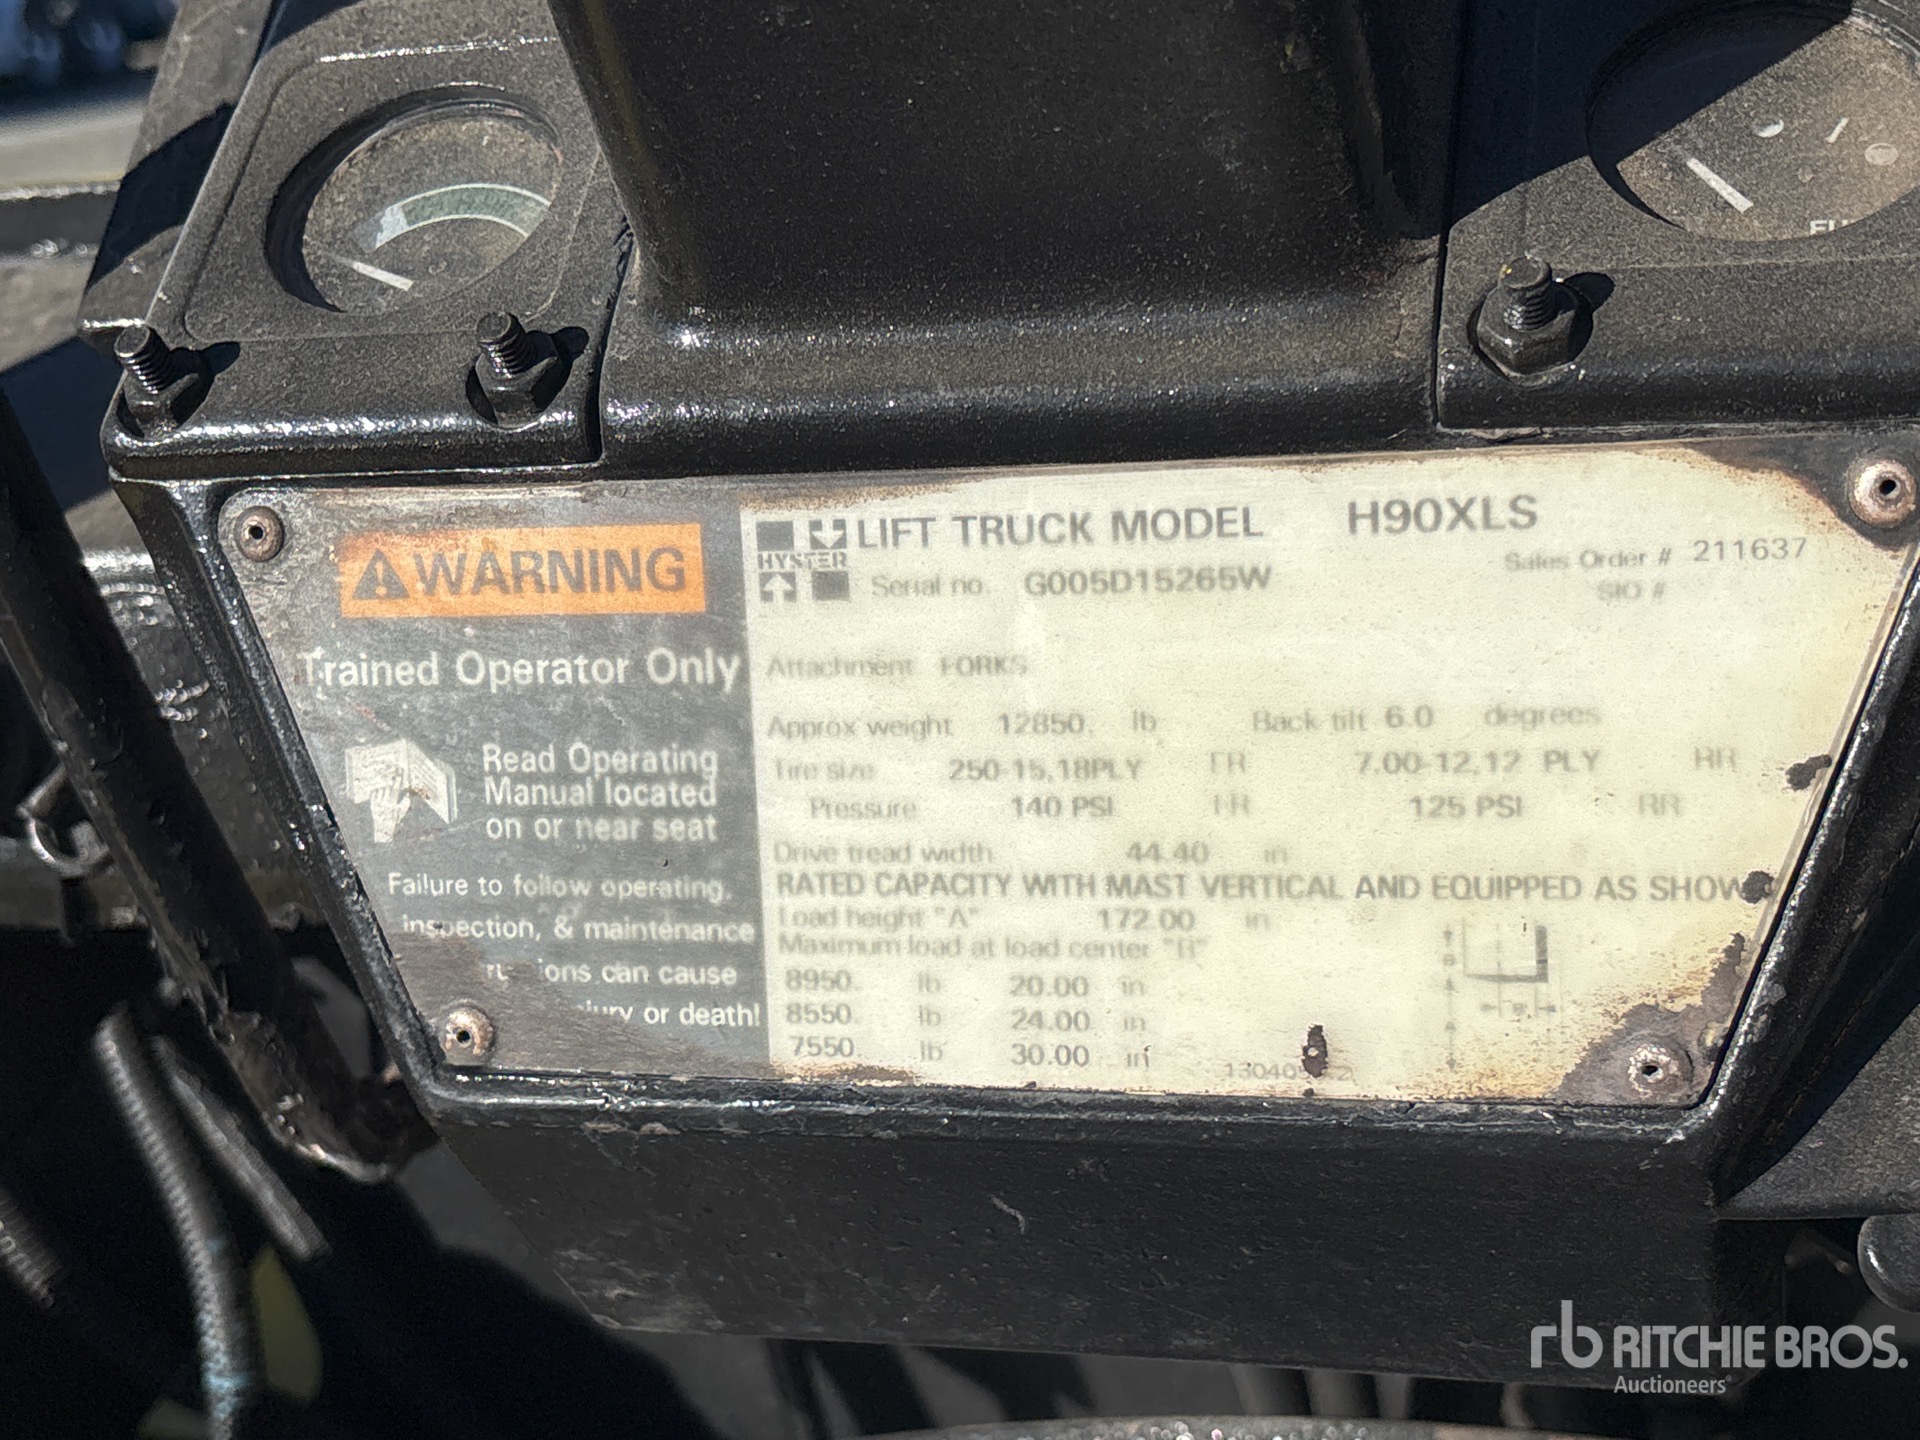 FU
WARNING
Trained Operator Only
Read Operating
Manual located
on or near seat
Failure to follow operating,
inspection, & maintenance
ions can cause
or death!
HYSTER
LIFT TRUCK MODEL H90XLS
Serial no. G005D15265W
Sales Order # 211637
SIO #
Attachment FORKS
Approx weight 12850. lb Back tilt 6.0 degrees
Tire size 250-15,18PLY FR 7.00-12,12 PLY RR
Pressure 140 PSI FR 125 PSI RR
Drive tread width 44.40 in
RATED CAPACITY WITH MAST VERTICAL AND EQUIPPED AS SHOW
Load height "A" 172.00 in
Maximum load at load center "B"
8950. lb 20.00 in
8550. lb 24.00 in
7550. lb 30.00 in
rb RITCHIE BROS.
Auctioneers